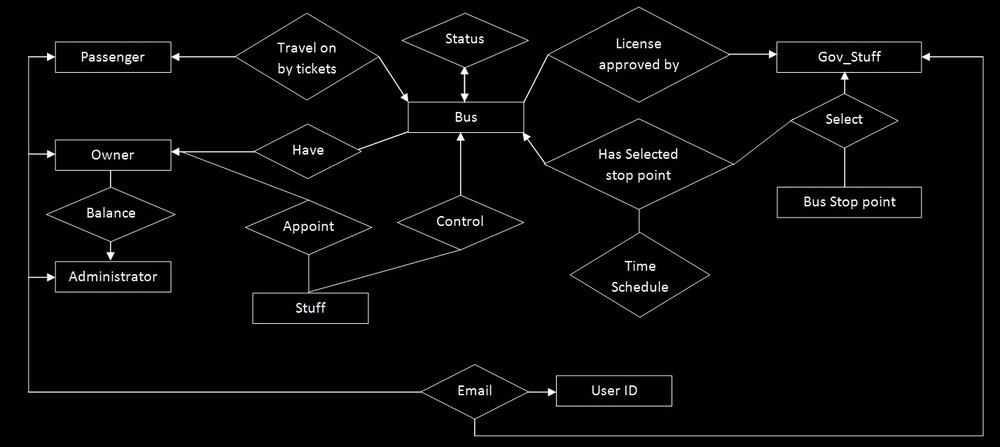 Passenger
Travel on
by tickets
Status
License
approved by
Gov_Stuff
Bus
Select
Owner
Have
Has Selected
stop point
Balance
Appoint
Control
Bus Stop point
Administrator
Time
Schedule
Stuff
Email
User ID